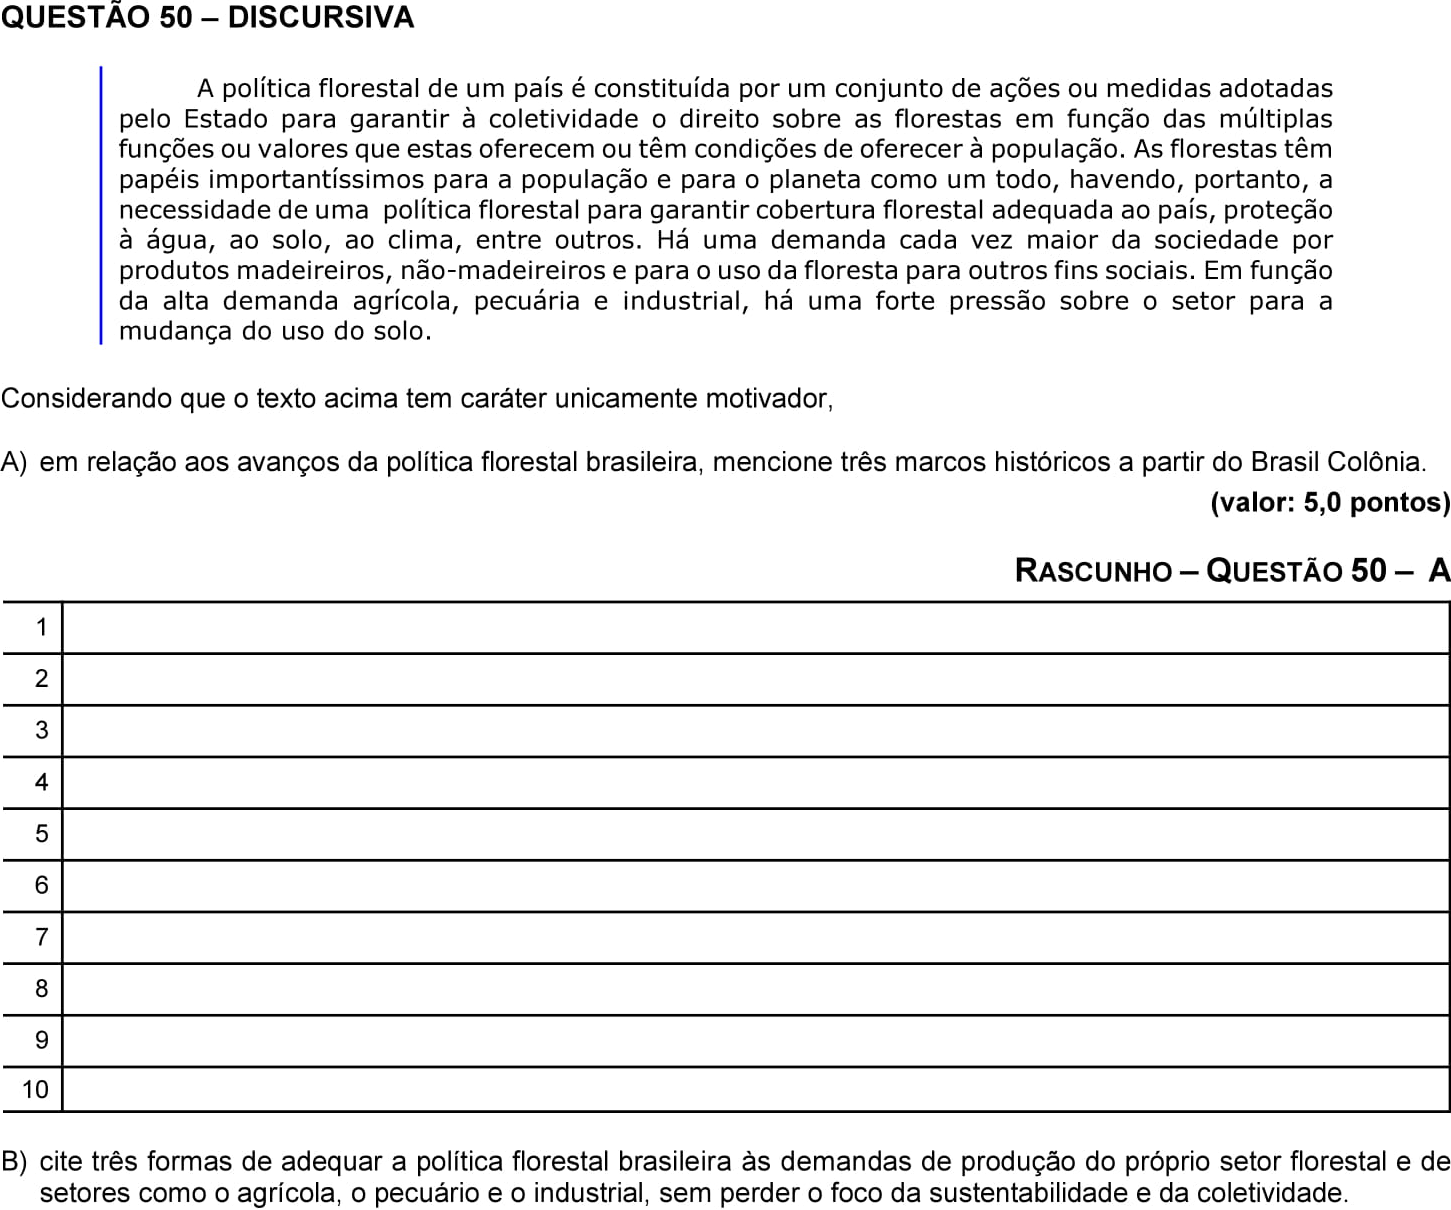 QUESTÃO 50 – DISCURSIVA
A política florestal de um país é constituída por um conjunto de ações ou medidas adotadas
pelo Estado para garantir à coletividade o direito sobre as florestas em função das múltiplas
funções ou valores que estas oferecem ou têm condições de oferecer à população. As florestas têm
papéis importantíssimos para a população e para o planeta como um todo, havendo, portanto, a
necessidade de uma política florestal para garantir cobertura florestal adequada ao país, proteção
à água, ao solo, ao clima, entre outros. Há uma demanda cada vez maior da sociedade por
produtos madeireiros, não-madeireiros e para o uso da floresta para outros fins sociais. Em função
da alta demanda agrícola, pecuária e industrial, há uma forte pressão sobre o setor para a
mudança do uso do solo.
Considerando que o texto acima tem caráter unicamente motivador,
A) em relação aos avanços da política florestal brasileira, mencione três marcos históricos a partir do Brasil Colônia.
(valor: 5,0 pontos)
RASCUNHO – QUESTÃO 50 – A
1
2
3
4
5
6
7
8
9
10
B) cite três formas de adequar a política florestal brasileira às demandas de produção do próprio setor florestal e de
setores como o agrícola, o pecuário e o industrial, sem perder o foco da sustentabilidade e da coletividade.